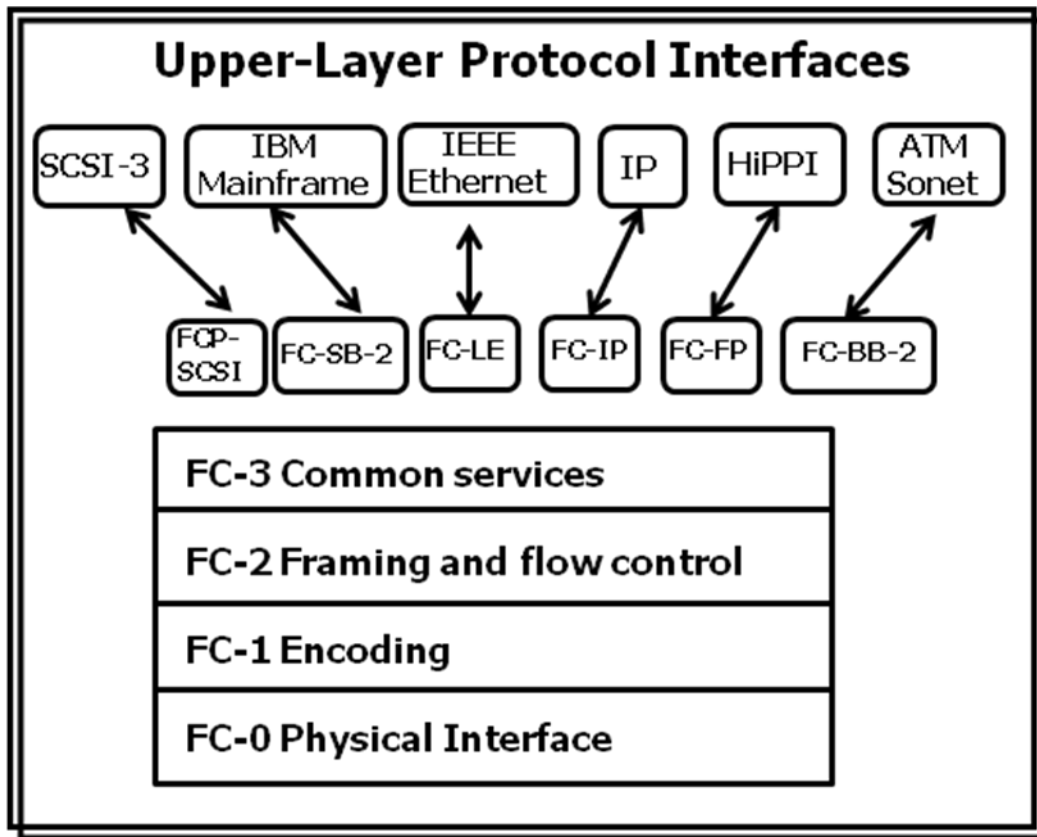 Upper-Layer Protocol Interfaces
SCSI-3
IBM
Mainframe
IEEE
Ethernet
IP
HiPPI
ATM
Sonet
FCP-
SCSI
FC-SB-2
FC-LE
FC-IP
FC-FP
FC-BB-2
FC-3 Common services
FC-2 Framing and flow control
FC-1 Encoding
FC-0 Physical Interface